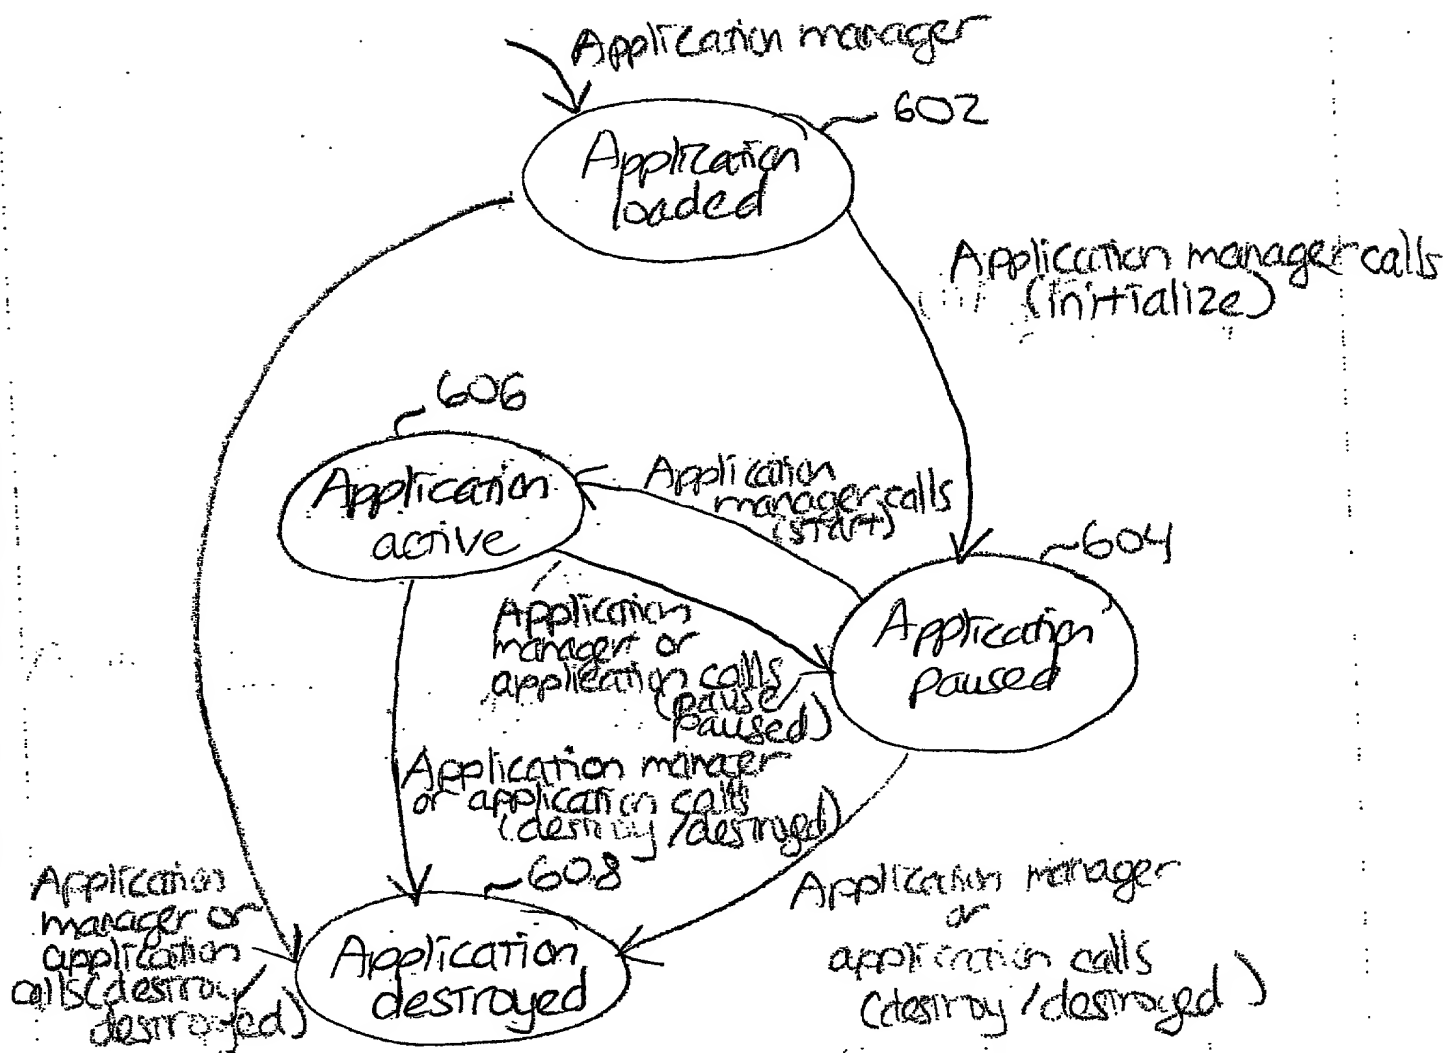 Application manager
602
Application
loaded
Application manager calls
(initialize)
606
Application
active
Application
manager calls
(start)
604
Application
paused
Application
manager or
application calls
(pause/
paused)
Application manager
or application calls
(destroy/destroyed)
608
Application
destroyed
Application
manager or
application
calls(destroy/
destroyed)
Application manager
or
application calls
(destroy/destroyed)